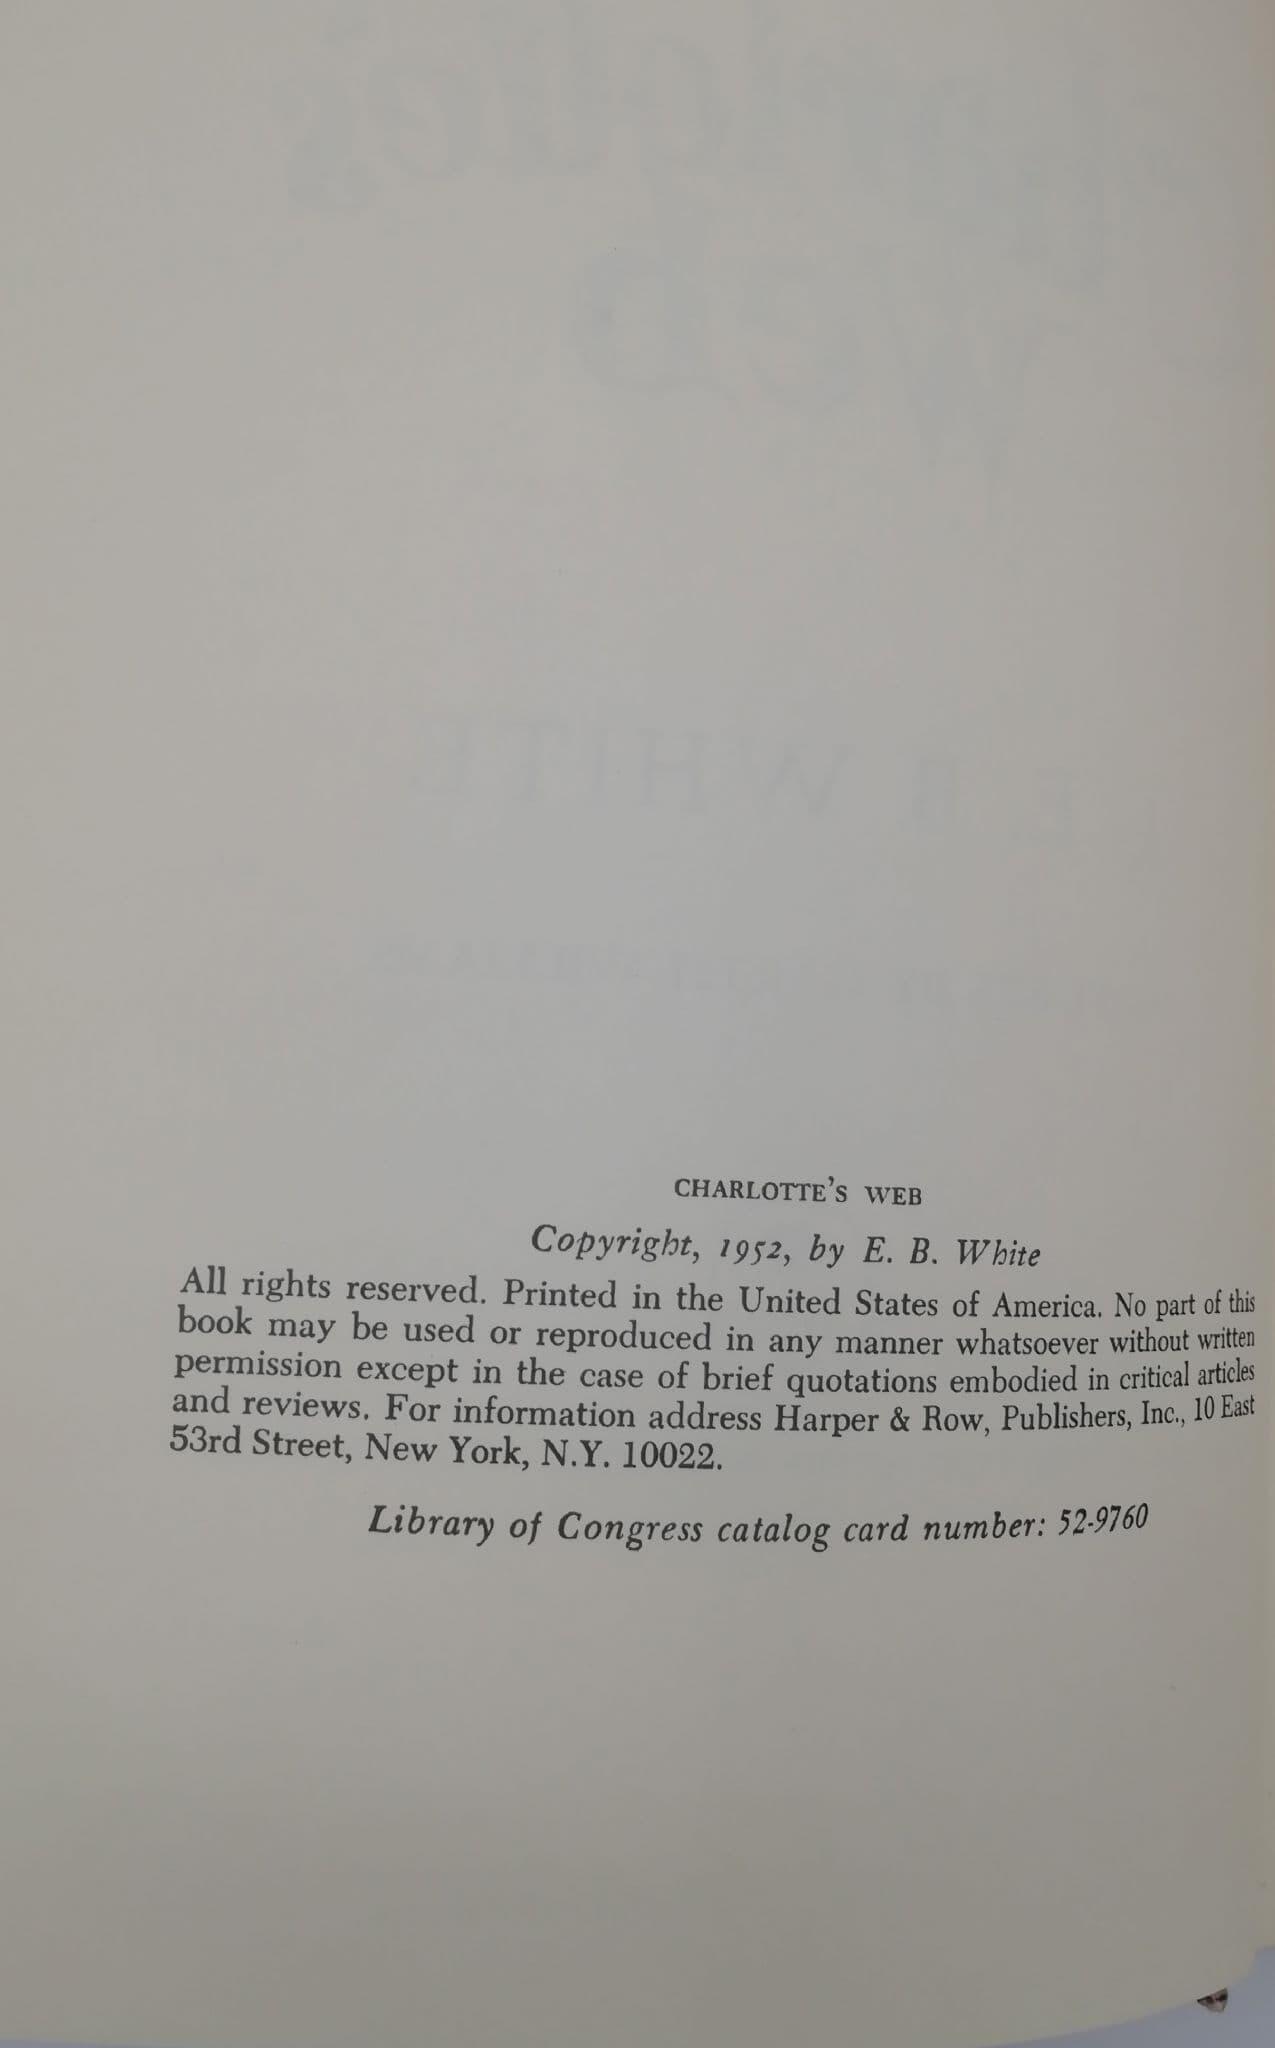 CHARLOTTE'S WEB
Copyright, 1952, by E. B. White
All rights reserved. Printed in the United States of America. No part of this
book may be used or reproduced in any manner whatsoever without written
permission except in the case of brief quotations embodied in critical articles
and reviews. For information address Harper & Row, Publishers, Inc., 10 East
53rd Street, New York, N.Y. 10022.
Library of Congress catalog card number: 52-9760